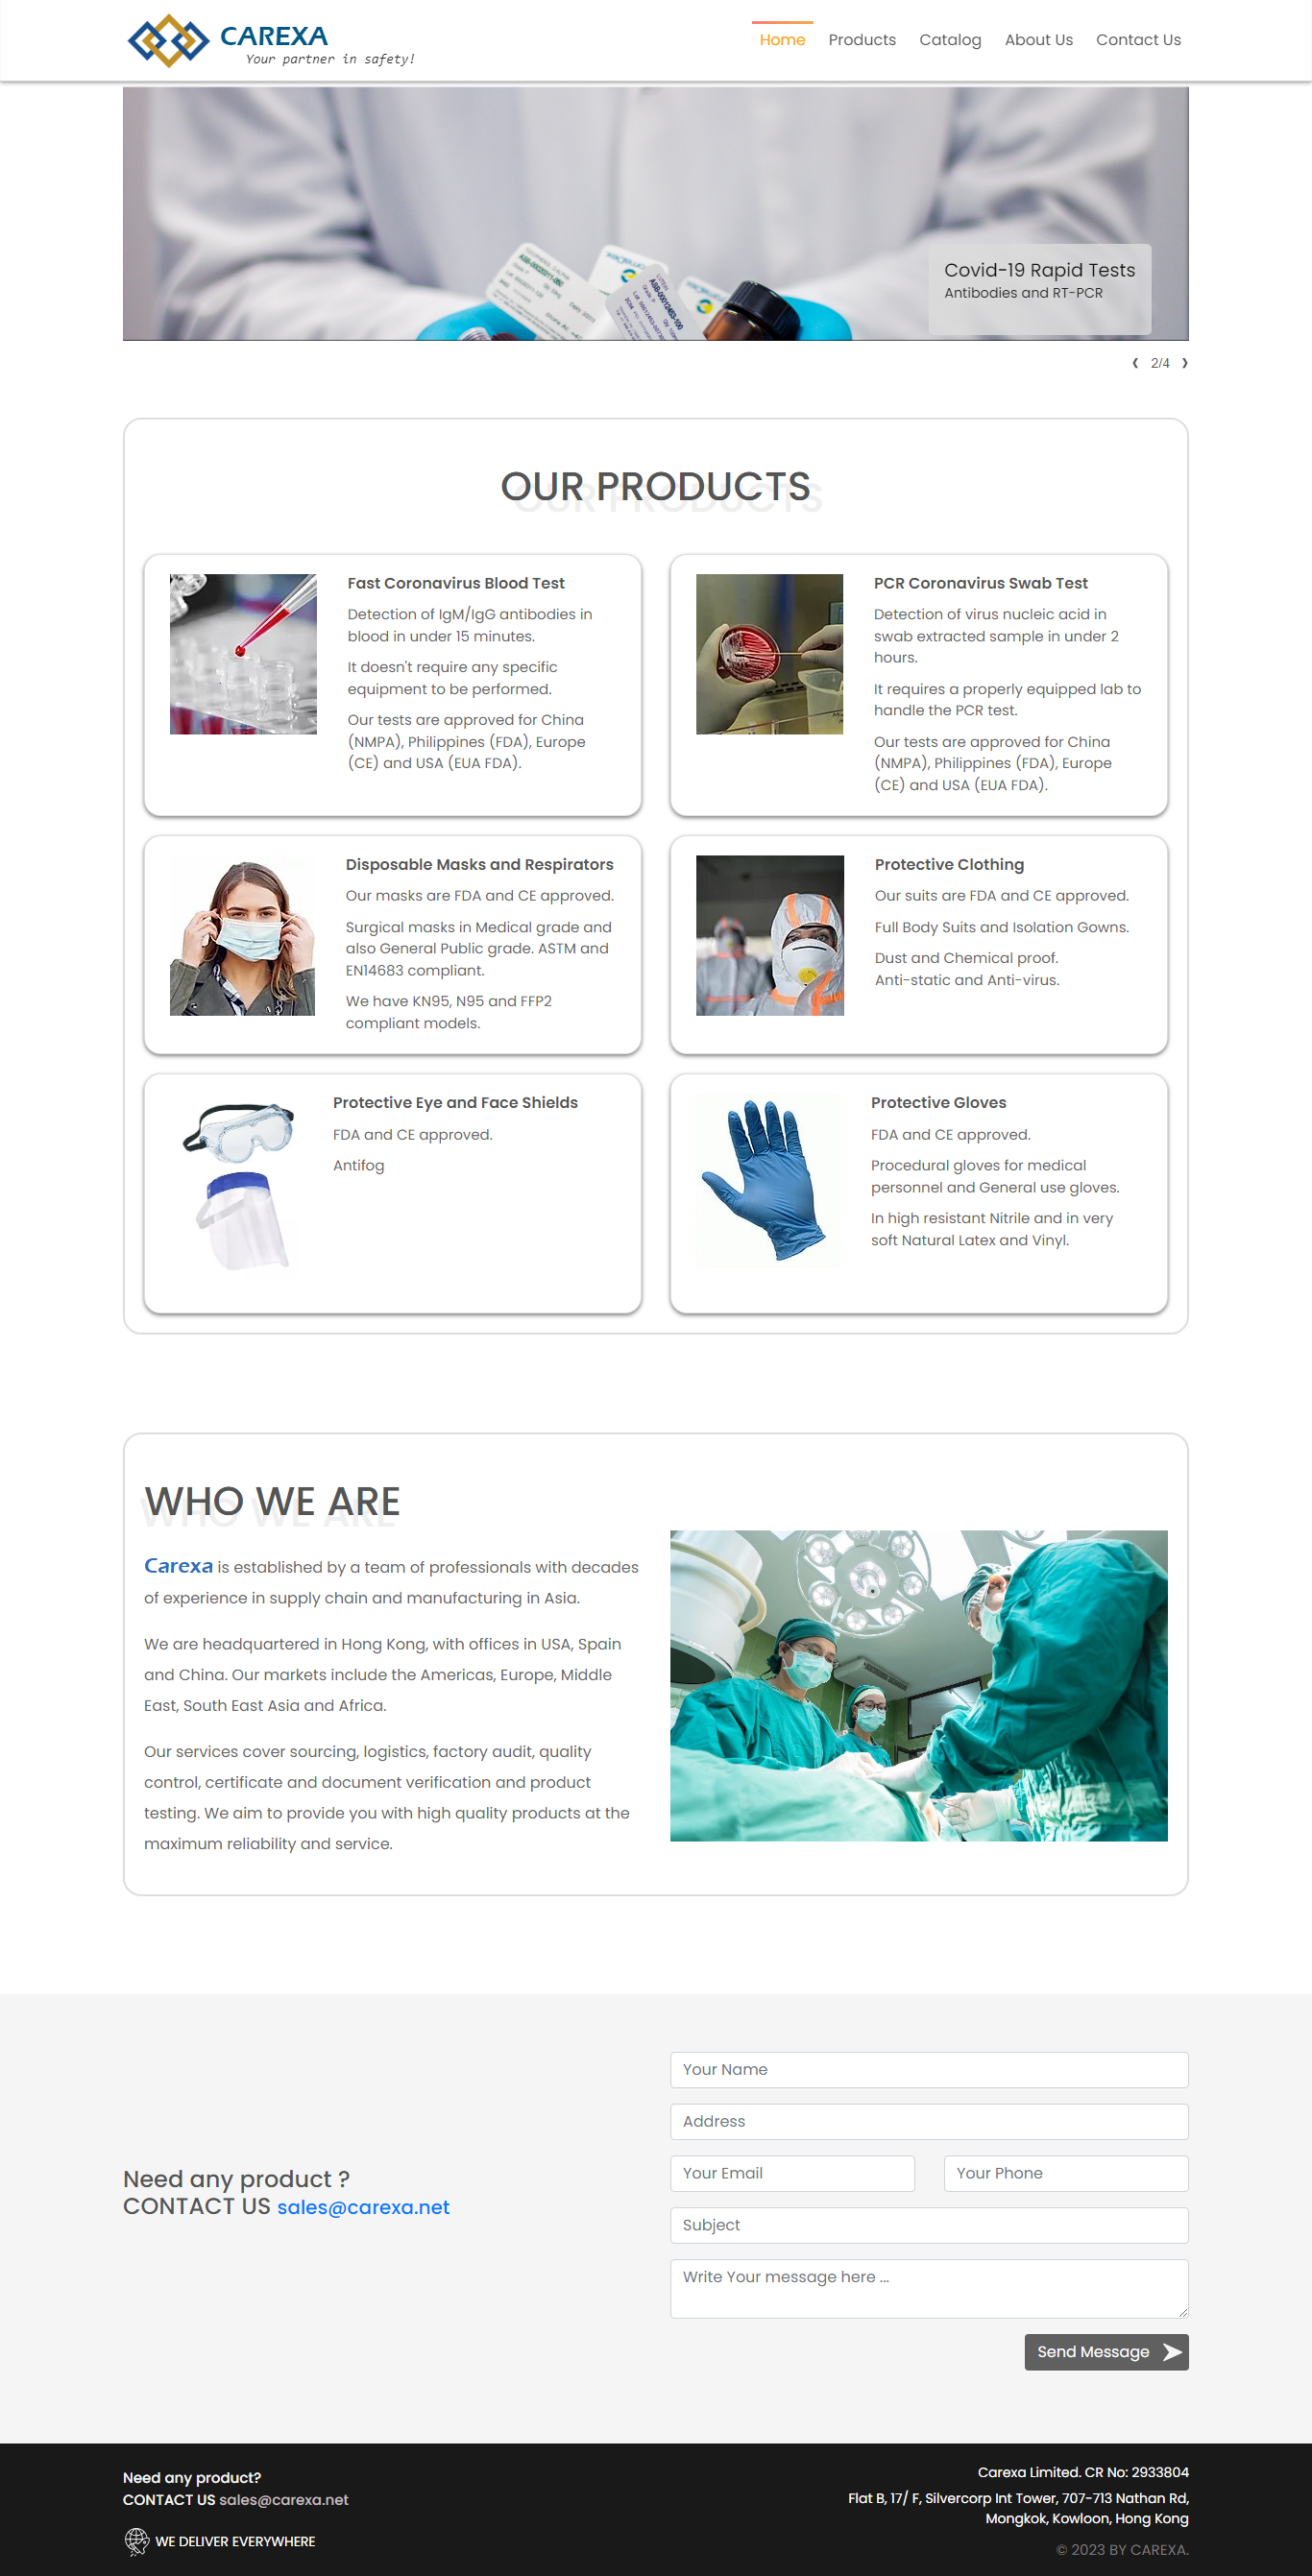 CAREXA
Your partner in safety!
Home
Products
Catalog
About Us
Contact Us
Covid-19 Rapid Tests
Antibodies and RT-PCR
❮ 2/4 ❯
OUR PRODUCTS
Fast Coronavirus Blood Test
Detection of IgM/IgG antibodies in
blood in under 15 minutes.
It doesn't require any specific
equipment to be performed.
Our tests are approved for China
(NMPA), Philippines (FDA), Europe
(CE) and USA (EUA FDA).
PCR Coronavirus Swab Test
Detection of virus nucleic acid in
swab extracted sample in under 2
hours.
It requires a properly equipped lab to
handle the PCR test.
Our tests are approved for China
(NMPA), Philippines (FDA), Europe
(CE) and USA (EUA FDA).
Disposable Masks and Respirators
Our masks are FDA and CE approved.
Surgical masks in Medical grade and
also General Public grade. ASTM and
EN14683 compliant.
We have KN95, N95 and FFP2
compliant models.
Protective Clothing
Our suits are FDA and CE approved.
Full Body Suits and Isolation Gowns.
Dust and Chemical proof.
Anti-static and Anti-virus.
Protective Eye and Face Shields
FDA and CE approved.
Antifog
Protective Gloves
FDA and CE approved.
Procedural gloves for medical
personnel and General use gloves.
In high resistant Nitrile and in very
soft Natural Latex and Vinyl.
WHO WE ARE
Carexa is established by a team of professionals with decades
of experience in supply chain and manufacturing in Asia.
We are headquartered in Hong Kong, with offices in USA, Spain
and China. Our markets include the Americas, Europe, Middle
East, South East Asia and Africa.
Our services cover sourcing, logistics, factory audit, quality
control, certificate and document verification and product
testing. We aim to provide you with high quality products at the
maximum reliability and service.
Need any product ?
CONTACT US sales@carexa.net
Your Name
Address
Your Email
Your Phone
Subject
Write Your message here ...
Send Message
Need any product?
CONTACT US sales@carexa.net
WE DELIVER EVERYWHERE
Carexa Limited. CR No: 2933804
Flat B, 17/ F, Silvercorp Int Tower, 707-713 Nathan Rd,
Mongkok, Kowloon, Hong Kong
© 2023 BY CAREXA.